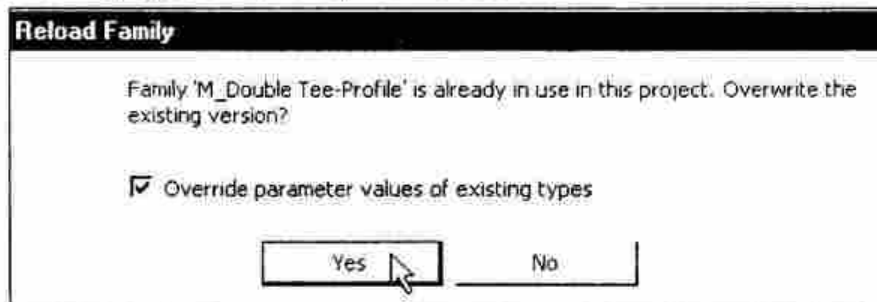 Reload Family
Family 'M_Double Tee-Profile' is already in use in this project. Overwrite the
existing version?
Override parameter values of existing types
Yes
No